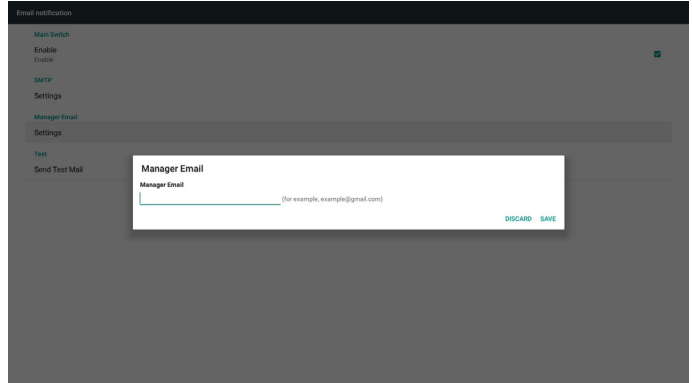 Email notification
Main Switch
Enable
Enable
SMTP
Settings
Manager Email
Settings
Test
Send Test Mail
Manager Email
Manager Email
(for example, example@gmail.com)
DISCARD SAVE